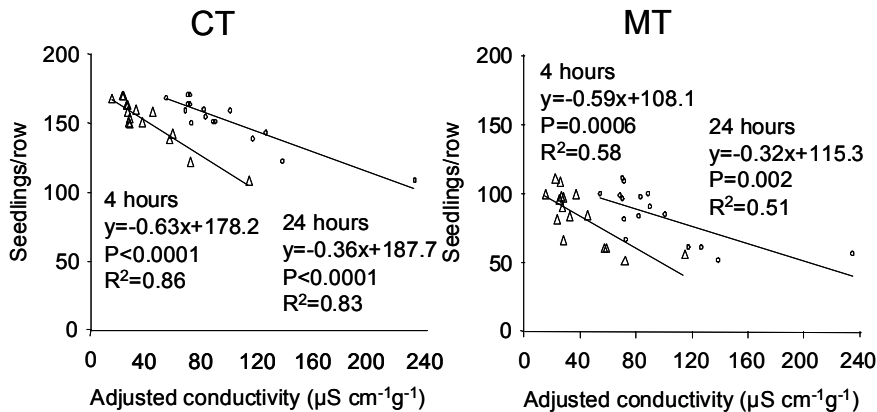 CT
200
150
100
50
0
Seedlings/row
4 hours
y=-0.63x+178.2
P<0.0001
R²=0.86
24 hours
y=-0.36x+187.7
P<0.0001
R²=0.83
0 40 80 120 160 200 240
Adjusted conductivity (µS cm⁻¹g⁻¹)
MT
200
150
100
50
0
Seedlings/row
4 hours
y=-0.59x+108.1
P=0.0006
R²=0.58
24 hours
y=-0.32x+115.3
P=0.002
R²=0.51
0 40 80 120 160 200 240
Adjusted conductivity (µS cm⁻¹g⁻¹)